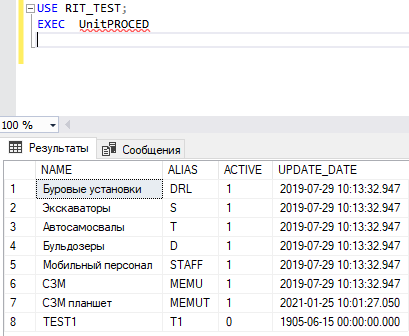 USE RIT_TEST;
EXEC UnitPROCED
100 %
Результаты Сообщения
NAME ALIAS ACTIVE UPDATE_DATE
1 Буровые установки DRL 1 2019-07-29 10:13:32.947
2 Экскаваторы S 1 2019-07-29 10:13:32.947
3 Автосамосвалы T 1 2019-07-29 10:13:32.947
4 Бульдозеры D 1 2019-07-29 10:13:32.947
5 Мобильный персонал STAFF 1 2019-07-29 10:13:32.947
6 СЗМ MEMU 1 2019-07-29 10:13:32.947
7 СЗМ планшет MEMUT 1 2021-01-25 10:01:27.050
8 TEST1 T1 0 1905-06-15 00:00:00.000